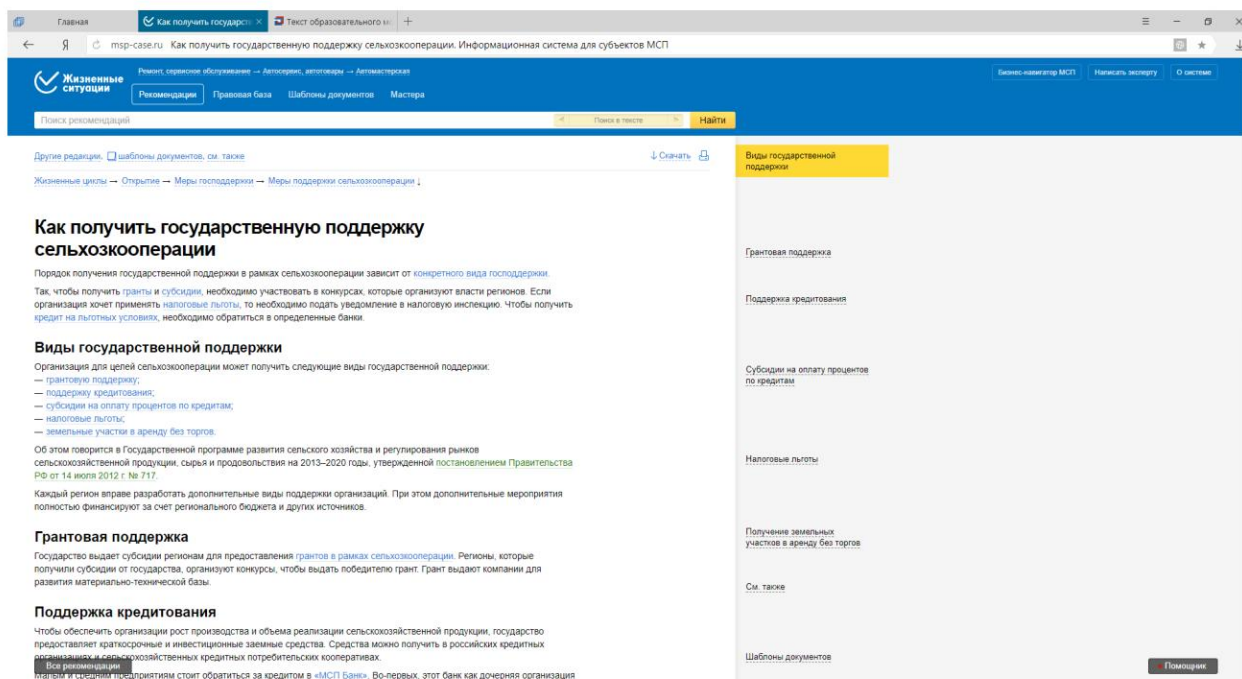 Главная
Как получить государст
Текст образовательного м
msp-case.ru Как получить государственную поддержку сельхозкооперации. Информационная система для субъектов МСП
Жизненные
ситуации
Ремонт, сервисное обслуживание → Автосервис, автотовары → Автомастерская
Рекомендации Правовая база Шаблоны документов Мастера
Бизнес-навигатор МСП Написать эксперту О системе
Поиск рекомендаций
Поиск в тексте
Найти
Другие редакции, шаблоны документов, см. также
Скачать
Жизненные циклы → Открытие → Меры господдержки → Меры поддержки сельхозкооперации ↓
Как получить государственную поддержку
сельхозкооперации
Порядок получения государственной поддержки в рамках сельхозкооперации зависит от конкретного вида господдержки.
Так, чтобы получить гранты и субсидии, необходимо участвовать в конкурсах, которые организуют власти регионов. Если
организация хочет применять налоговые льготы, то необходимо подать уведомление в налоговую инспекцию. Чтобы получить
кредит на льготных условиях, необходимо обратиться в определенные банки.
Виды государственной поддержки
Организация для целей сельхозкооперации может получить следующие виды государственной поддержки:
— грантовую поддержку;
— поддержку кредитования;
— субсидии на оплату процентов по кредитам;
— налоговые льготы;
— земельные участки в аренду без торгов.
Об этом говорится в Государственной программе развития сельского хозяйства и регулирования рынков
сельскохозяйственной продукции, сырья и продовольствия на 2013–2020 годы, утвержденной постановлением Правительства
РФ от 14 июля 2012 г. № 717.
Каждый регион вправе разработать дополнительные виды поддержки организаций. При этом дополнительные мероприятия
полностью финансируют за счет регионального бюджета и других источников.
Грантовая поддержка
Государство выдает субсидии регионам для предоставления грантов в рамках сельхозкооперации. Регионы, которые
получили субсидии от государства, организуют конкурсы, чтобы выдать победителю грант. Грант выдают компании для
развития материально-технической базы.
Поддержка кредитования
Чтобы обеспечить организации рост производства и объема реализации сельскохозяйственной продукции, государство
предоставляет краткосрочные и инвестиционные заемные средства. Средства можно получить в российских кредитных
организациях и сельскохозяйственных кредитных потребительских кооперативах.
Все рекомендации
Малым и средним предприятиям стоит обратиться за кредитом в «МСП Банк». Во-первых, этот банк как дочерняя организация
Виды государственной
поддержки
Грантовая поддержка
Поддержка кредитования
Субсидии на оплату процентов
по кредитам
Налоговые льготы
Получение земельных
участков в аренду без торгов
См. также
Шаблоны документов
Помощник